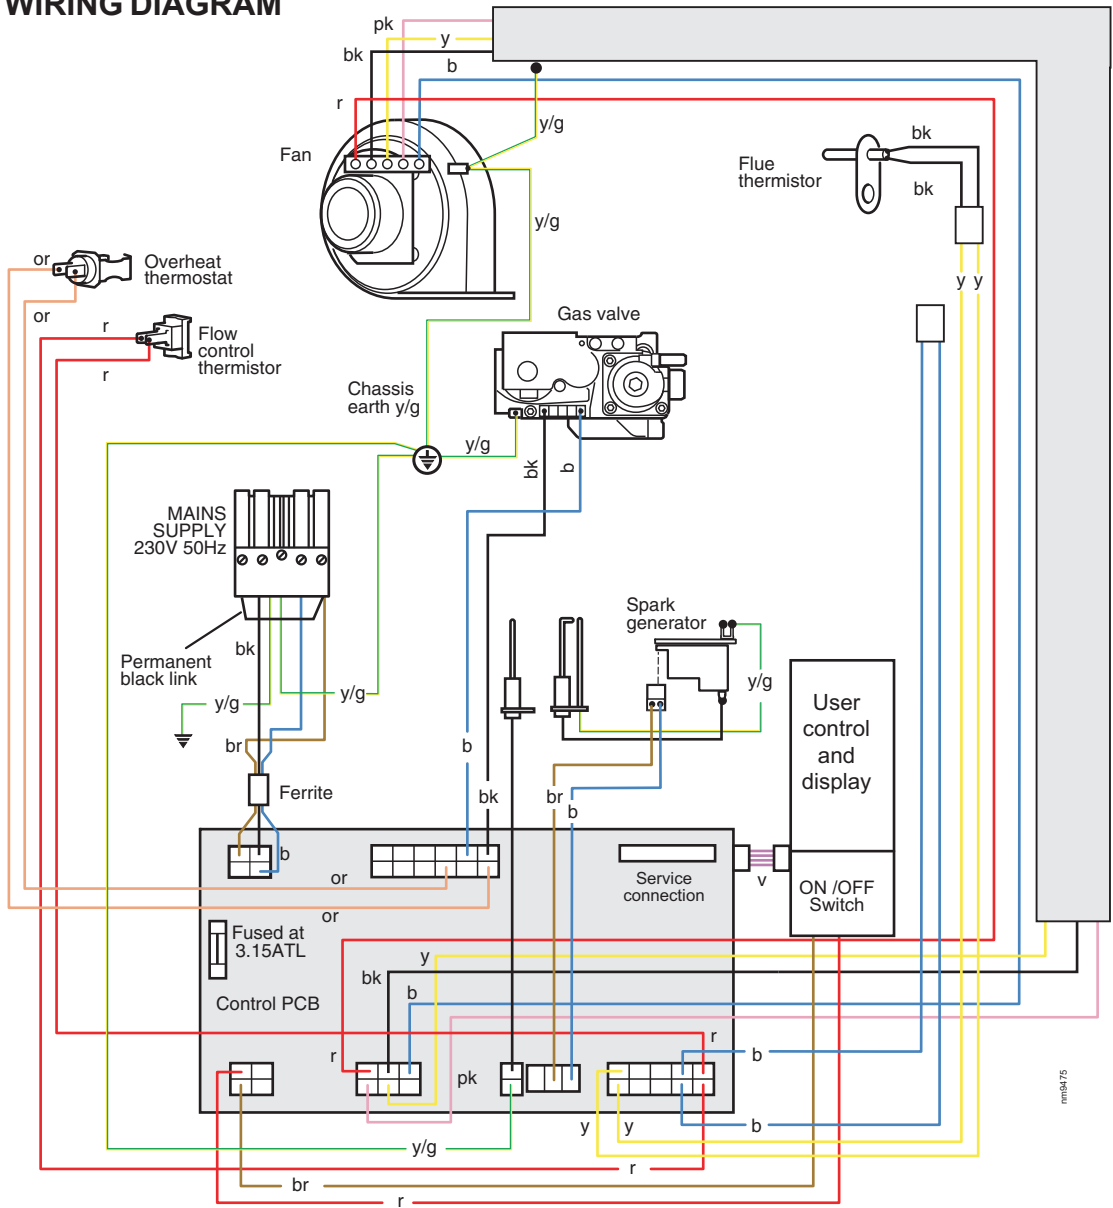 WIRING DIAGRAM
pk
y
bk
b
r
y/g
Fan
bk
Flue
thermistor
bk
y/g
or
Overheat
thermostat
y y
or
Gas valve
r
Flow
control
thermistor
r
Chassis
earth y/g
y/g
bk
b
MAINS
SUPPLY
230V 50Hz
Spark
generator
bk
Permanent
black link
y/g
y/g
y/g
User
control
and
display
br
b
Ferrite
bk
br
b
b
or
Service
connection
v
ON /OFF
Switch
or
Fused at
3.15ATL
y
bk
b
Control PCB
r
r
b
pk
nm9475
y
y
b
y/g
r
br
r